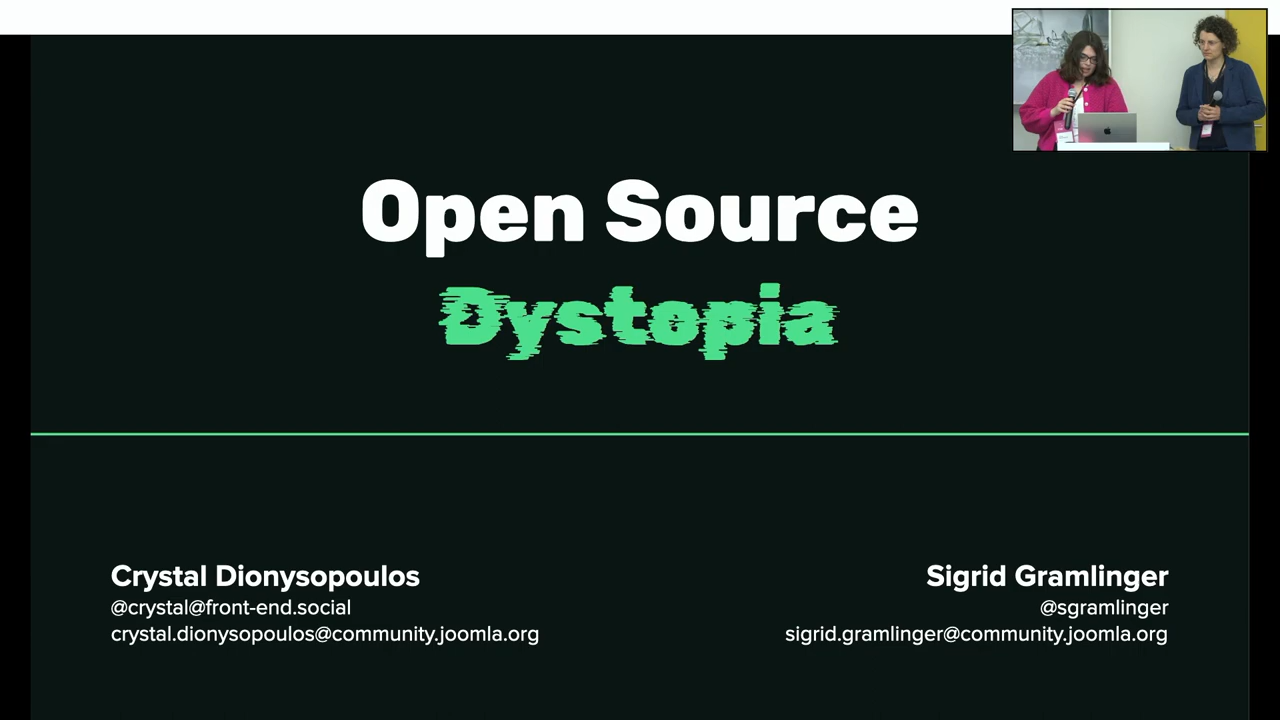 Open Source
Dystopia
Crystal Dionysopoulos
@crystal@front-end.social
crystal.dionysopoulos@community.joomla.org
Sigrid Gramlinger
@sgramlinger
sigrid.gramlinger@community.joomla.org